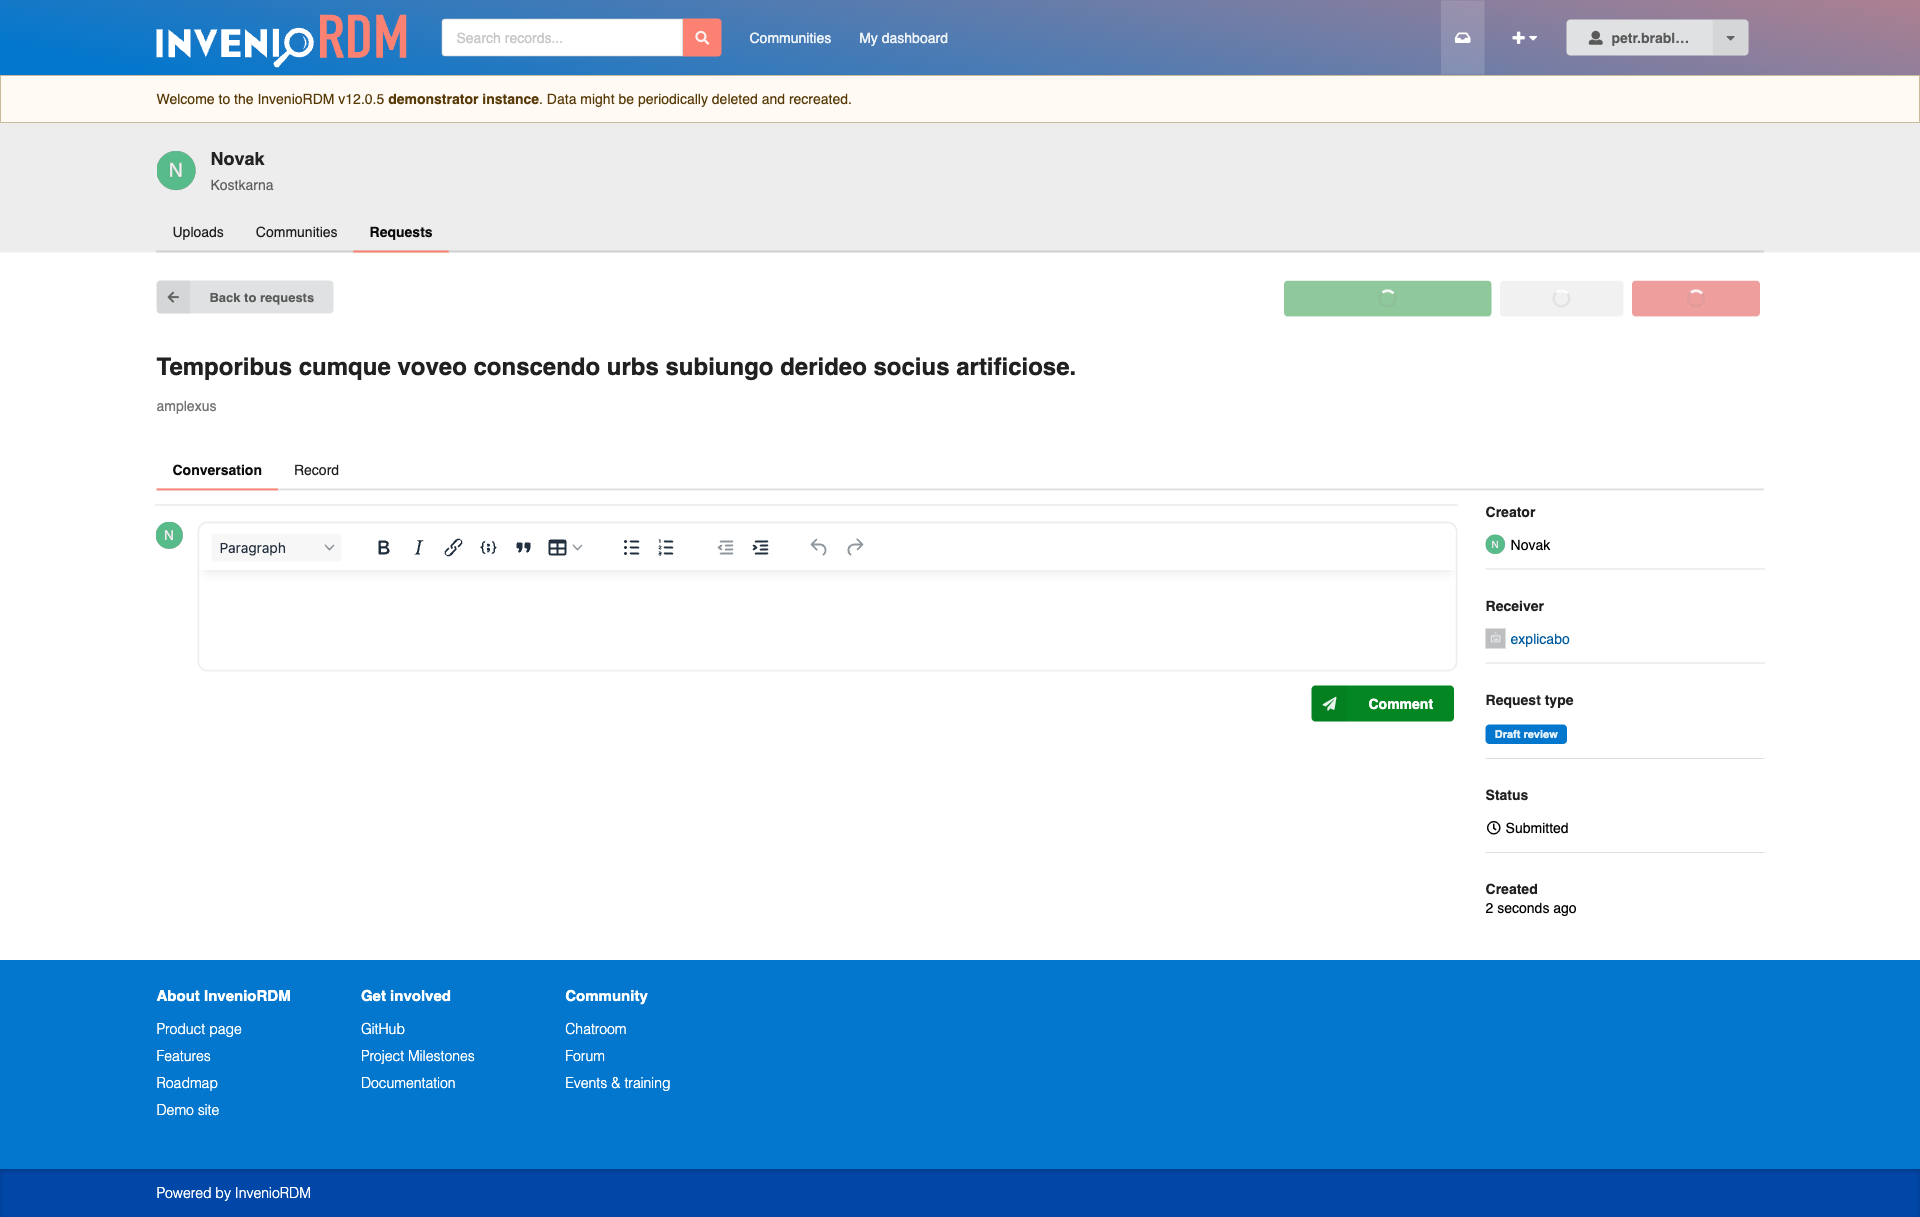 INVENIORDM
Search records...
Communities
My dashboard
petr.brabl...
Welcome to the InvenioRDM v12.0.5 demonstrator instance. Data might be periodically deleted and recreated.
N
Novak
Kostkarna
Uploads
Communities
Requests
Back to requests
Temporibus cumque voveo conscendo urbs subiungo derideo socius artificiose.
amplexus
Conversation
Record
N
Paragraph
Comment
Creator
N Novak
Receiver
explicabo
Request type
Draft review
Status
Submitted
Created
2 seconds ago
About InvenioRDM
Product page
Features
Roadmap
Demo site
Get involved
GitHub
Project Milestones
Documentation
Community
Chatroom
Forum
Events & training
Powered by InvenioRDM